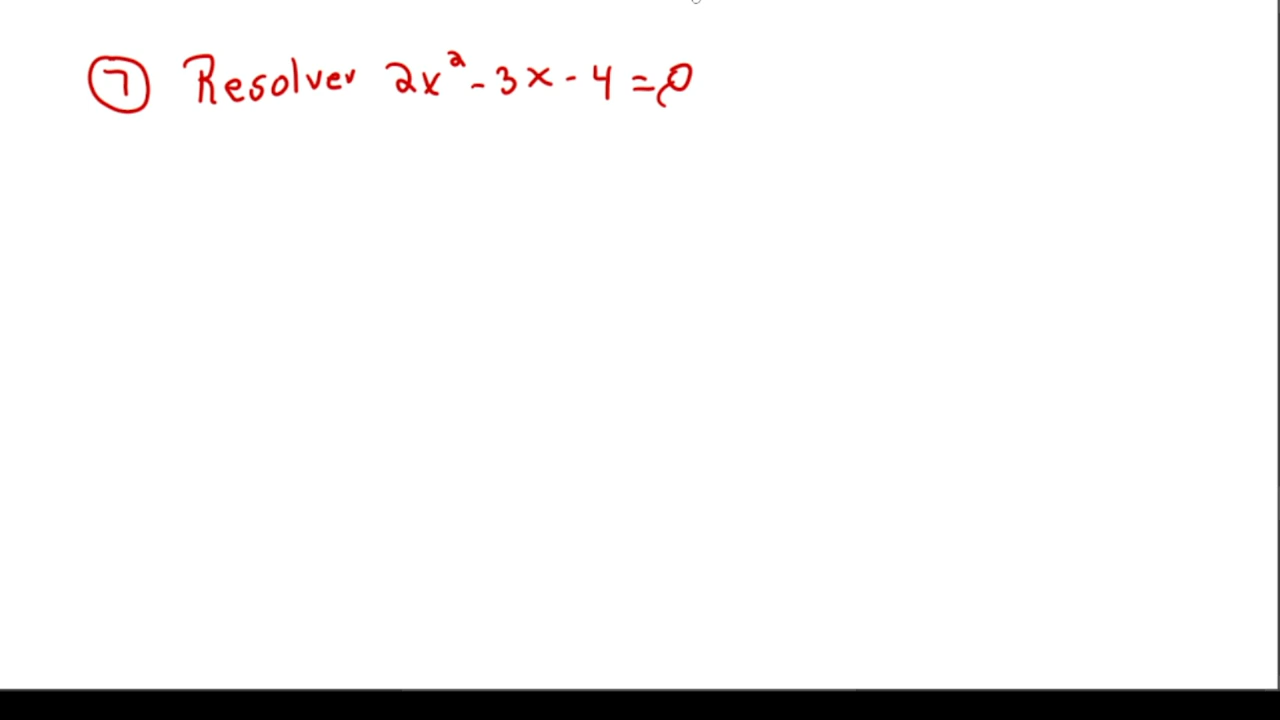 ⑦ Resolver 2x² - 3x - 4 = 0